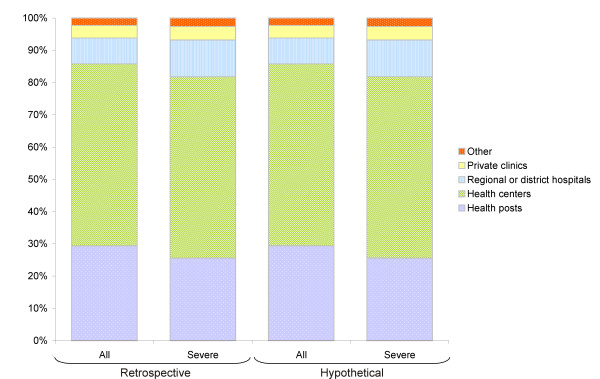 100%
90%
80%
70%
60%
50%
40%
30%
20%
10%
0%
Other
Private clinics
Regional or district hospitals
Health centers
Health posts
All Severe All Severe
Retrospective Hypothetical